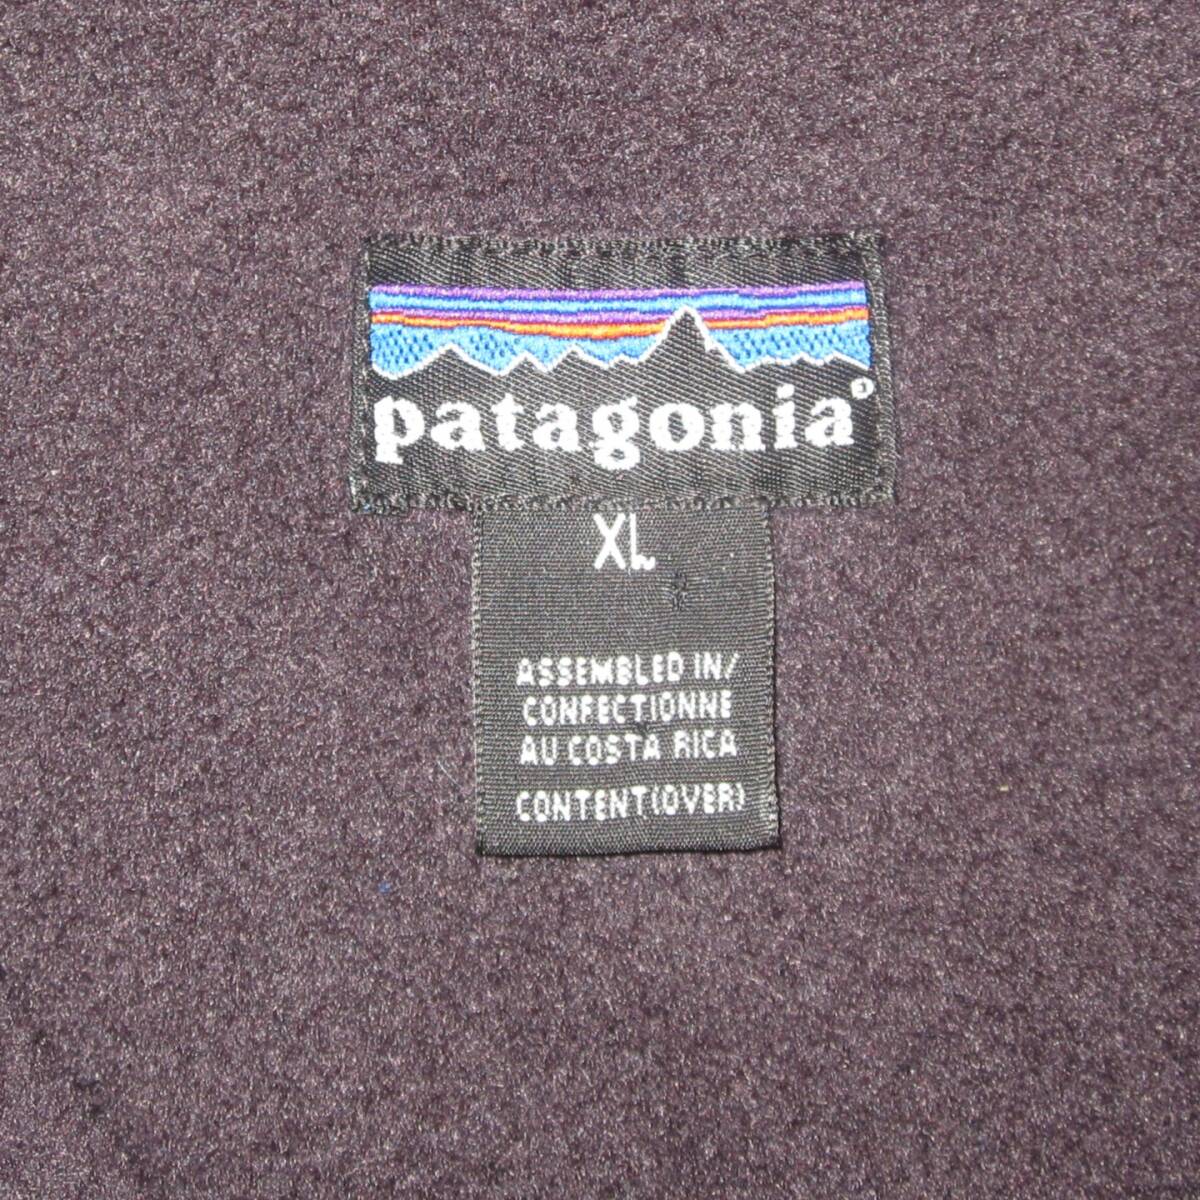 patagonia®
XL
ASSEMBLED IN/
CONFECTIONNE
AU COSTA RICA
CONTENT(OVER)